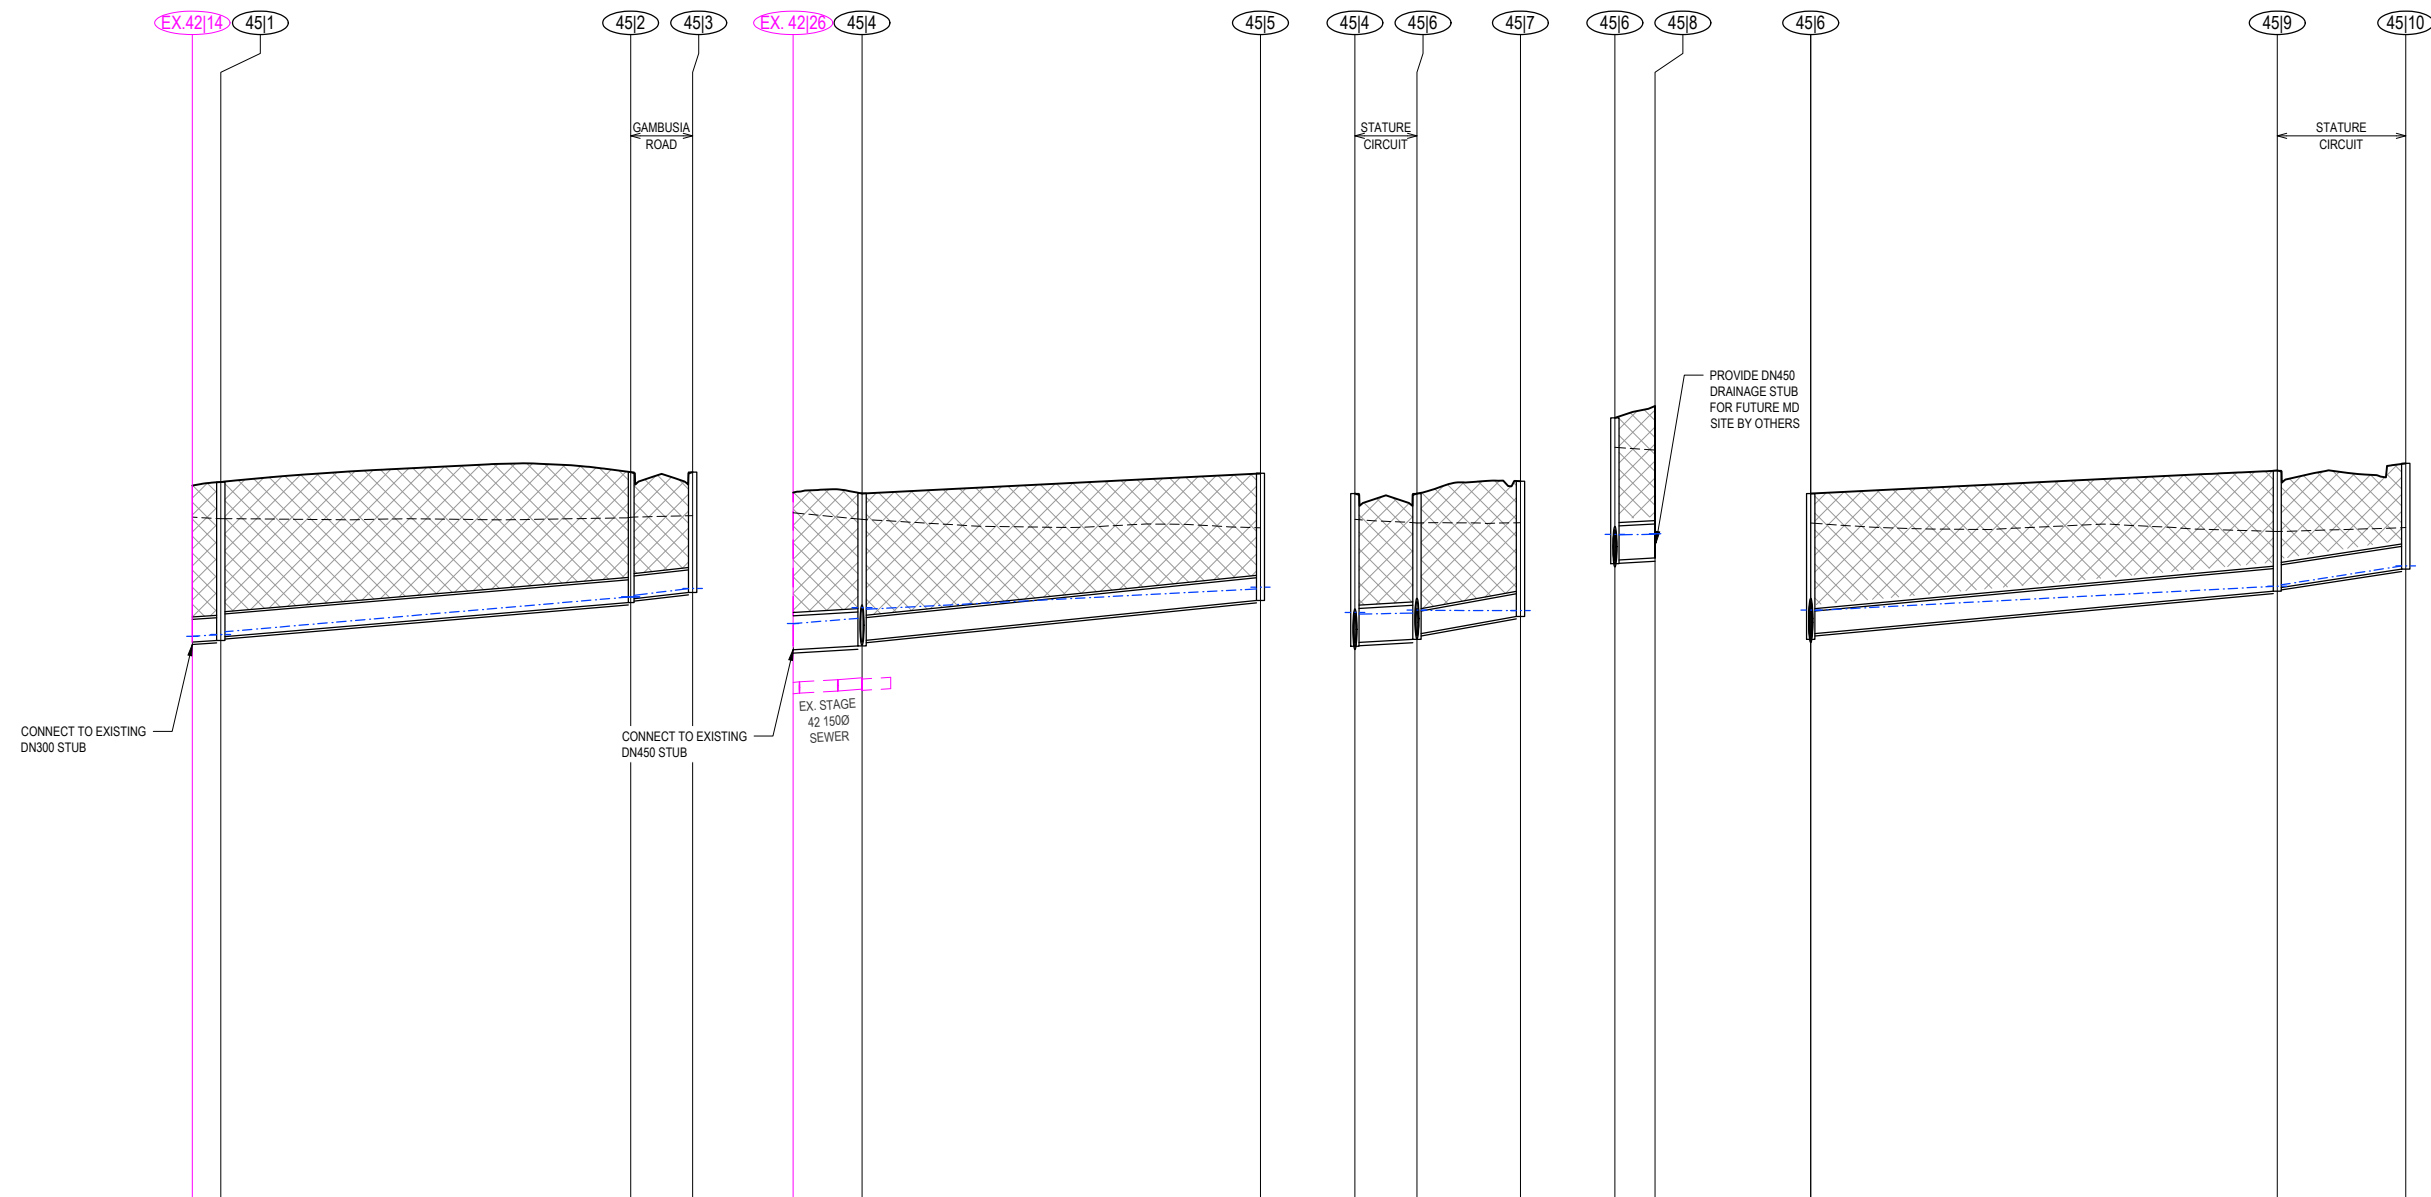 EX.42|14
45|1
45|2
45|3
EX. 42|26
45|4
45|5
45|4
45|6
45|7
45|6
45|8
45|6
45|9
45|10
GAMBUSIA
ROAD
STATURE
CIRCUIT
STATURE
CIRCUIT
PROVIDE DN450
DRAINAGE STUB
FOR FUTURE MD
SITE BY OTHERS
CONNECT TO EXISTING
DN300 STUB
CONNECT TO EXISTING
DN450 STUB
EX. STAGE
42 150Ø
SEWER